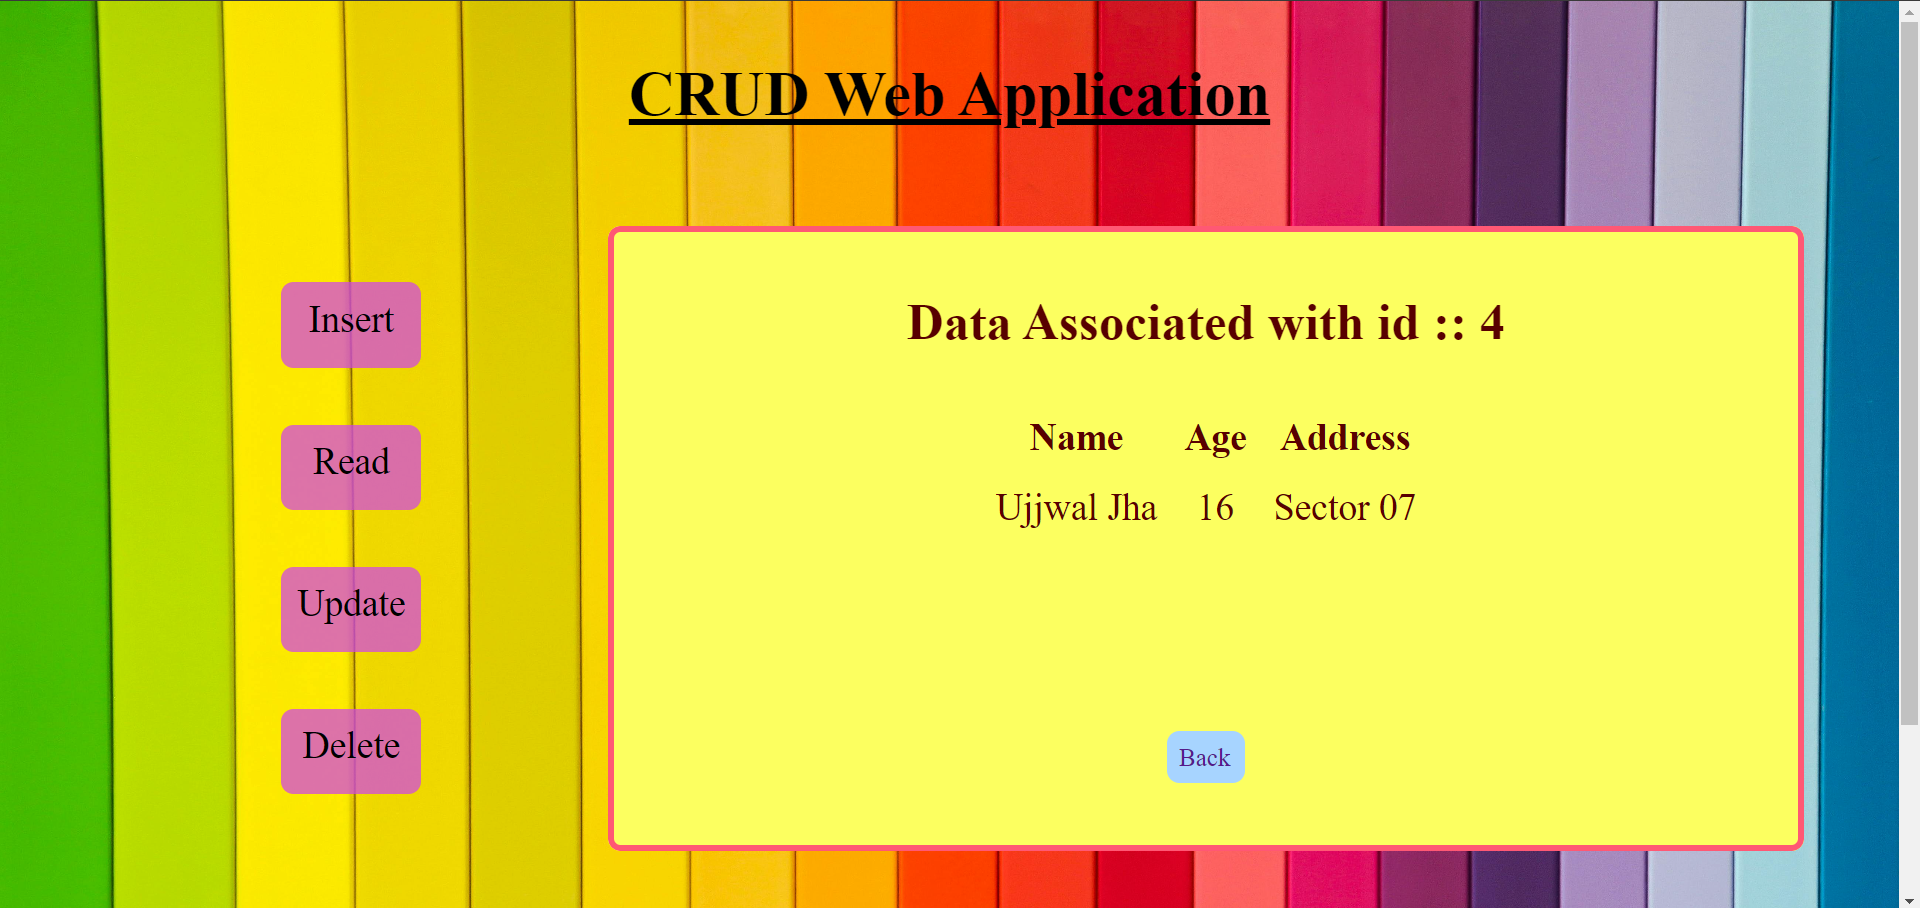 CRUD Web Application
Insert
Read
Update
Delete
Data Associated with id :: 4
Name Age Address
Ujjwal Jha 16 Sector 07
Back